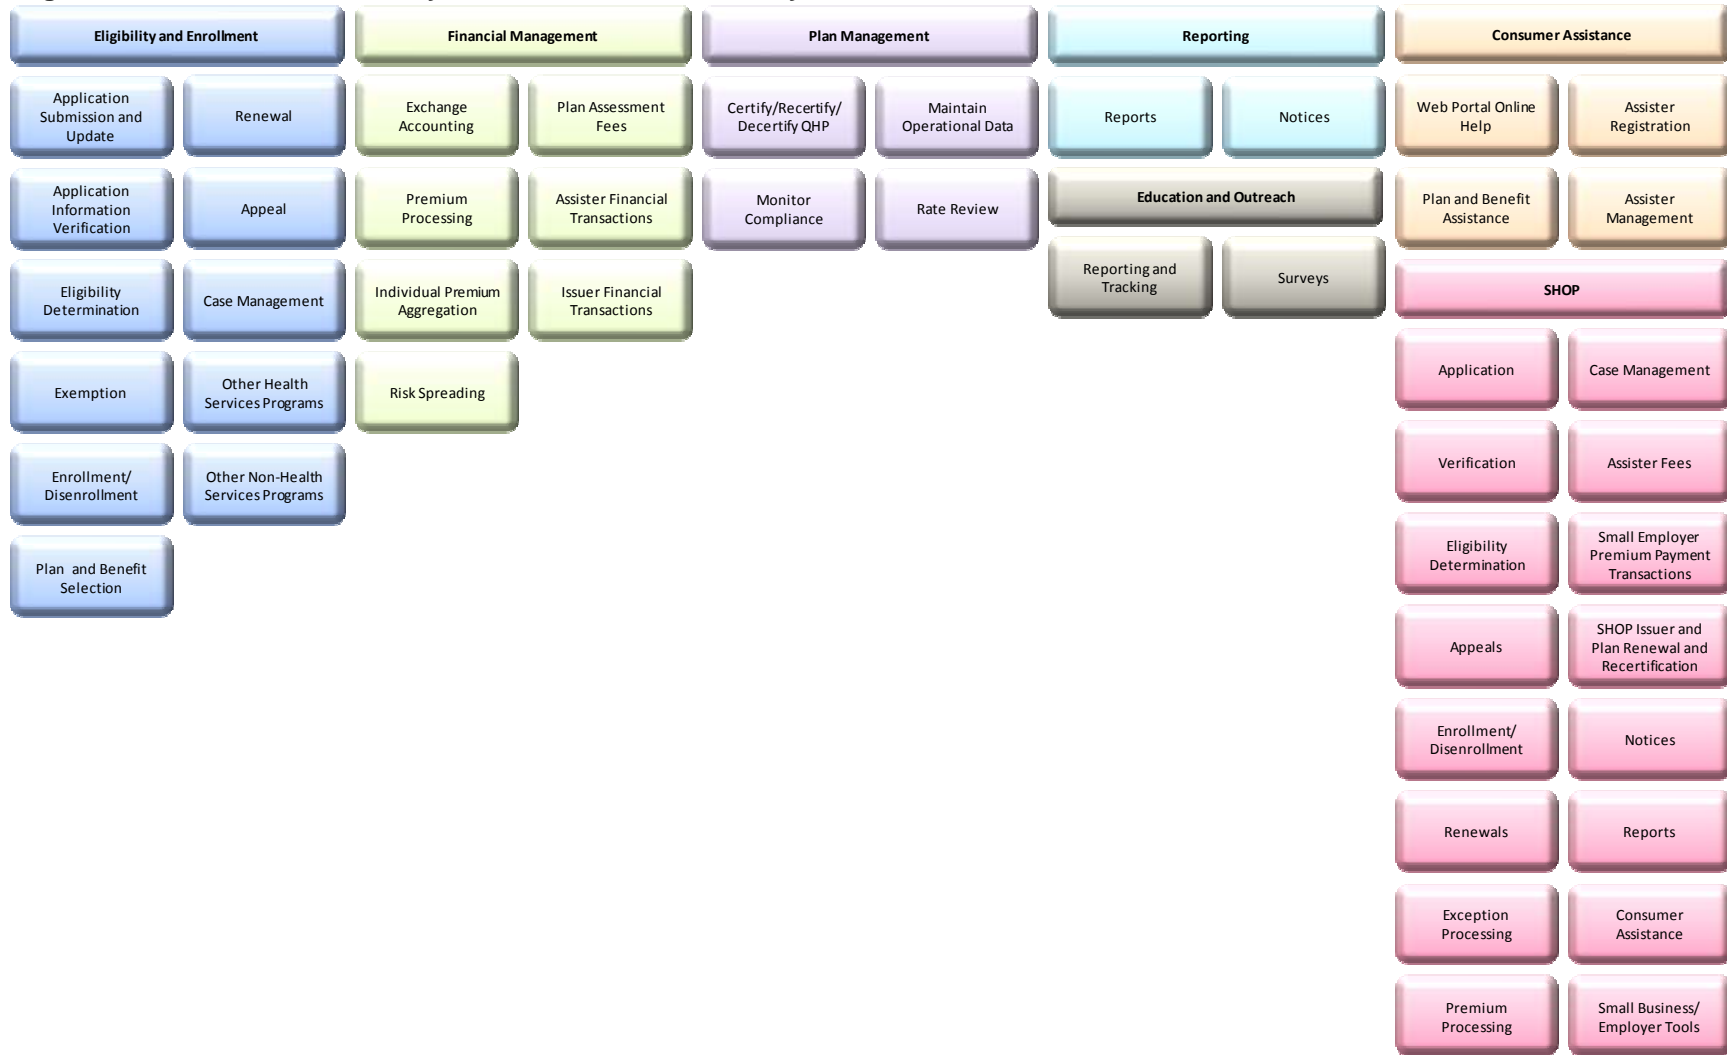 Eligibility and Enrollment
Application
Submission and
Update
Renewal
Application
Information
Verification
Appeal
Eligibility
Determination
Case Management
Exemption
Other Health
Services Programs
Enrollment/
Disenrollment
Other Non-Health
Services Programs
Plan and Benefit
Selection
Financial Management
Exchange
Accounting
Plan Assessment
Fees
Premium
Processing
Assister Financial
Transactions
Individual Premium
Aggregation
Issuer Financial
Transactions
Risk Spreading
Plan Management
Certify/Recertify/
Decertify QHP
Maintain
Operational Data
Monitor
Compliance
Rate Review
Reporting
Reports
Notices
Education and Outreach
Reporting and
Tracking
Surveys
Consumer Assistance
Web Portal Online
Help
Assister
Registration
Plan and Benefit
Assistance
Assister
Management
SHOP
Application
Case Management
Verification
Assister Fees
Eligibility
Determination
Small Employer
Premium Payment
Transactions
Appeals
SHOP Issuer and
Plan Renewal and
Recertification
Enrollment/
Disenrollment
Notices
Renewals
Reports
Exception
Processing
Consumer
Assistance
Premium
Processing
Small Business/
Employer Tools